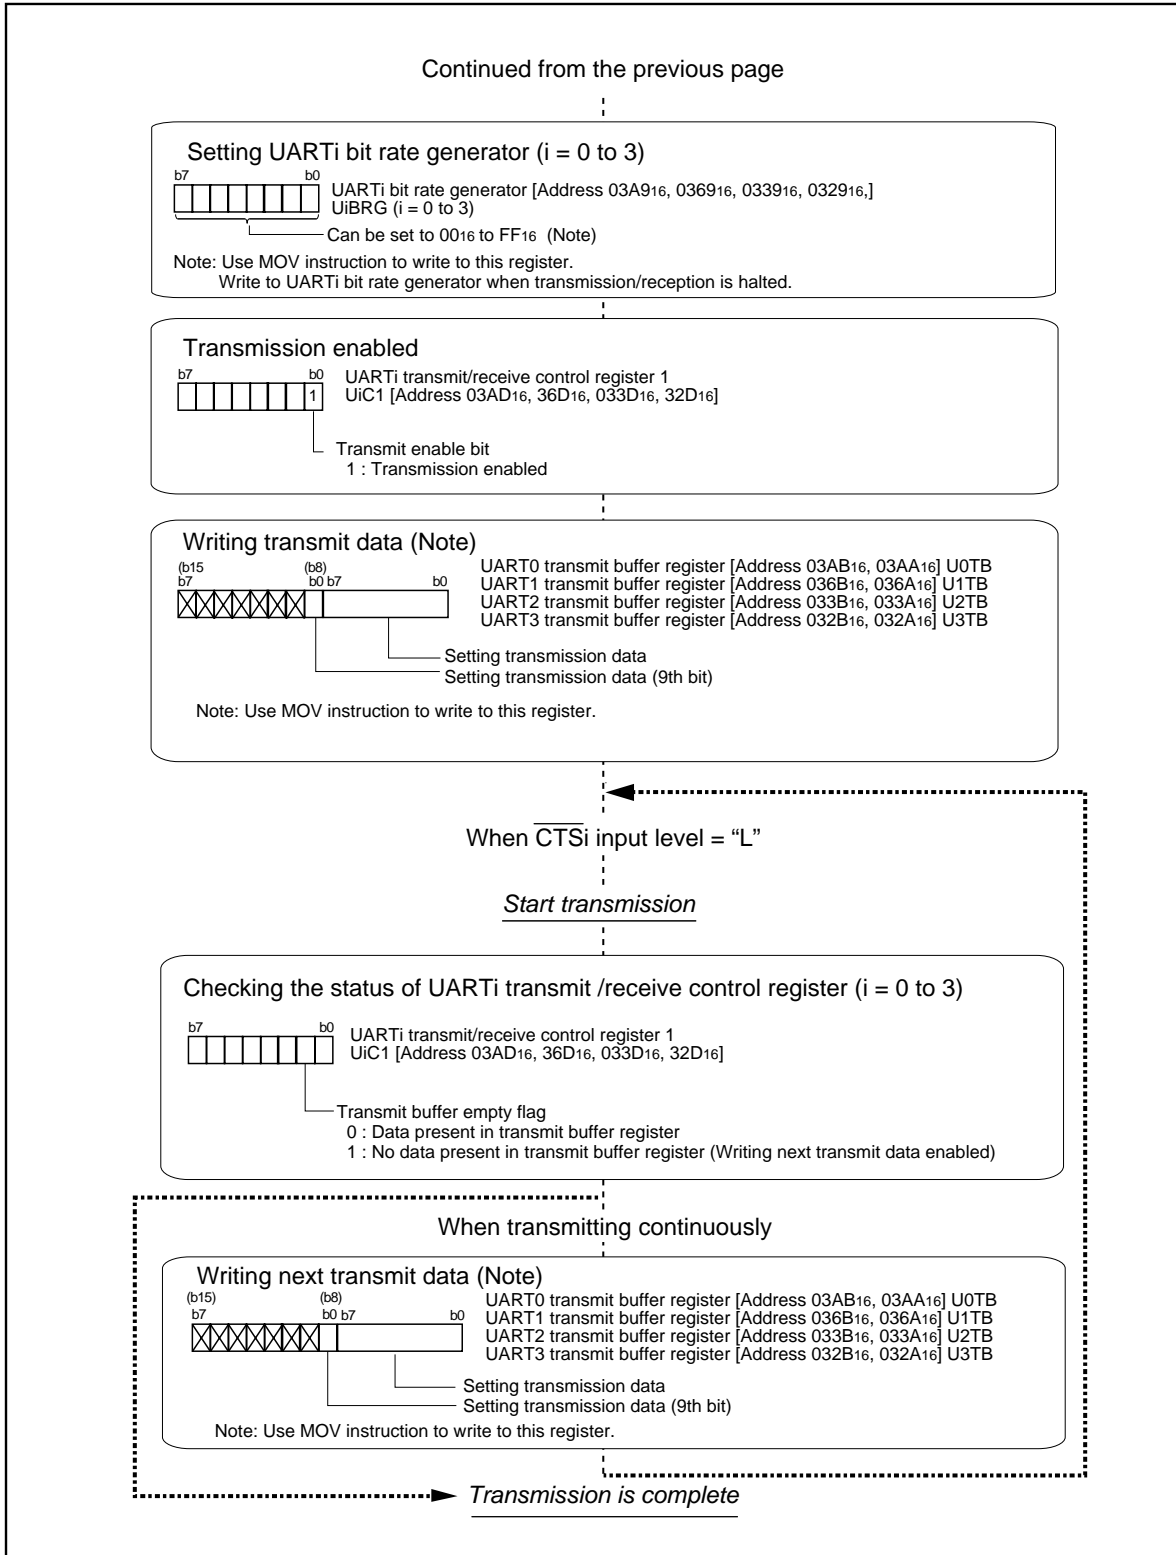 Continued from the previous page
Setting UARTi bit rate generator (i = 0 to 3)
b7 b0
UARTi bit rate generator [Address 03A916, 036916, 033916, 032916,]
UiBRG (i = 0 to 3)
Can be set to 0016 to FF16 (Note)
Note: Use MOV instruction to write to this register.
Write to UARTi bit rate generator when transmission/reception is halted.
Transmission enabled
b7 b0
UARTi transmit/receive control register 1
1
UiC1 [Address 03AD16, 36D16, 033D16, 32D16]
Transmit enable bit
1 : Transmission enabled
Writing transmit data (Note)
(b15 (b8)
b7 b0 b7 b0
UART0 transmit buffer register [Address 03AB16, 03AA16] U0TB
UART1 transmit buffer register [Address 036B16, 036A16] U1TB
UART2 transmit buffer register [Address 033B16, 033A16] U2TB
UART3 transmit buffer register [Address 032B16, 032A16] U3TB
Setting transmission data
Setting transmission data (9th bit)
Note: Use MOV instruction to write to this register.
When CTSi input level = “L”
Start transmission
Checking the status of UARTi transmit /receive control register (i = 0 to 3)
b7 b0
UARTi transmit/receive control register 1
UiC1 [Address 03AD16, 36D16, 033D16, 32D16]
Transmit buffer empty flag
0 : Data present in transmit buffer register
1 : No data present in transmit buffer register (Writing next transmit data enabled)
When transmitting continuously
Writing next transmit data (Note)
(b15) (b8)
b7 b0 b7 b0
UART0 transmit buffer register [Address 03AB16, 03AA16] U0TB
UART1 transmit buffer register [Address 036B16, 036A16] U1TB
UART2 transmit buffer register [Address 033B16, 033A16] U2TB
UART3 transmit buffer register [Address 032B16, 032A16] U3TB
Setting transmission data
Setting transmission data (9th bit)
Note: Use MOV instruction to write to this register.
Transmission is complete